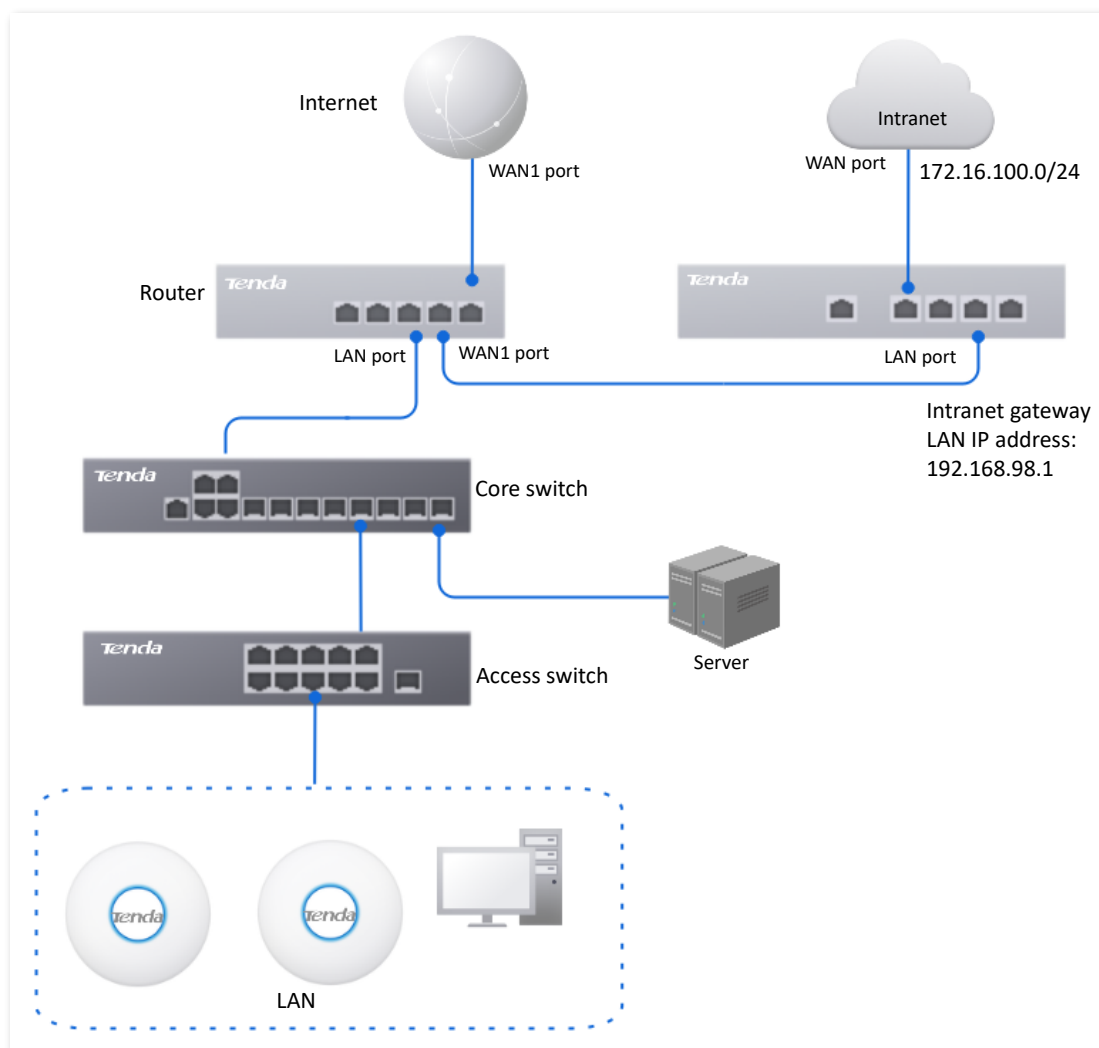 Internet
Intranet
WAN1 port
WAN port
172.16.100.0/24
Router
Tenda
Tenda
LAN port
WAN1 port
LAN port
Intranet gateway
LAN IP address:
192.168.98.1
Tenda
Core switch
Tenda
Access switch
Server
Tenda
Tenda
LAN